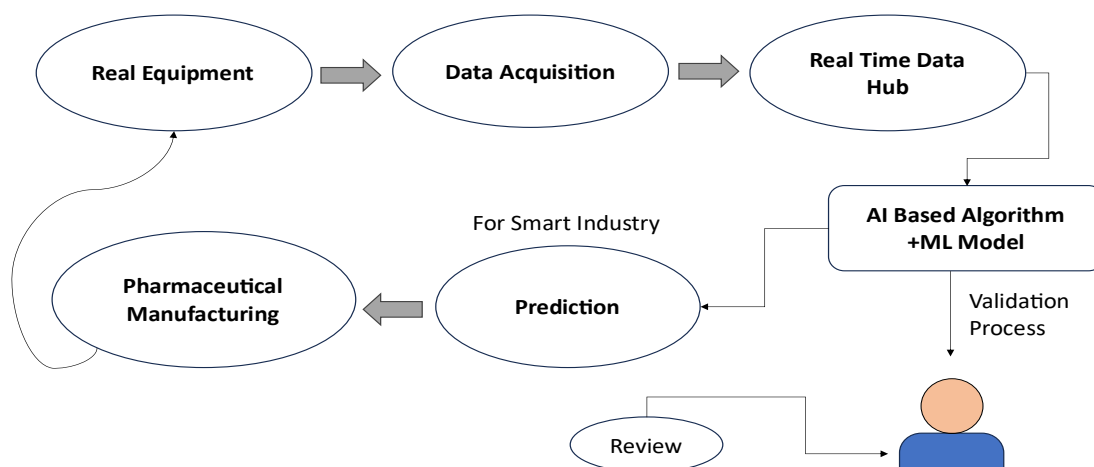 Real Equipment
Data Acquisition
Real Time Data
Hub
AI Based Algorithm
+ML Model
For Smart Industry
Prediction
Pharmaceutical
Manufacturing
Validation
Process
Review